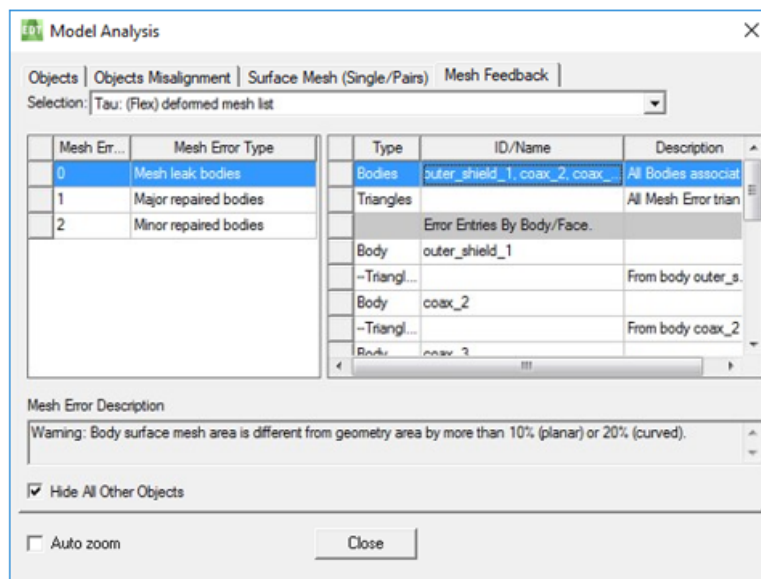 EDT Model Analysis
Objects Objects Misalignment Surface Mesh (Single/Pairs) Mesh Feedback
Selection: Tau: (Flex) deformed mesh list
Mesh Err... Mesh Error Type
0 Mesh leak bodies
1 Major repaired bodies
2 Minor repaired bodies
Type ID/Name Description
Bodies outer_shield_1, coax_2, coax_... All Bodies associat
Triangles All Mesh Error trian
Error Entries By Body/Face.
Body outer_shield_1
--Triangl... From body outer_s.
Body coax_2
--Triangl... From body coax_2
Body coax_3
Mesh Error Description
Warning: Body surface mesh area is different from geometry area by more than 10% (planar) or 20% (curved).
Hide All Other Objects
Auto zoom
Close